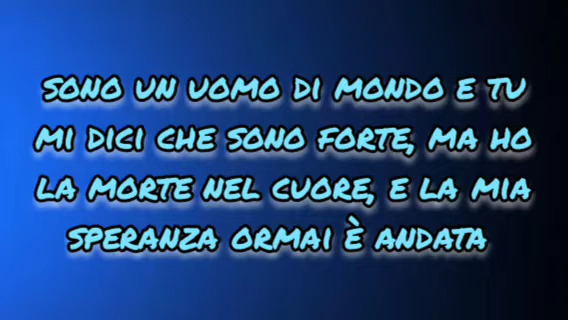 SONO UN UOMO DI MONDO E TU
MI DICI CHE SONO FORTE, MA HO
LA MORTE NEL CUORE, E LA MIA
SPERANZA ORMAI È ANDATA